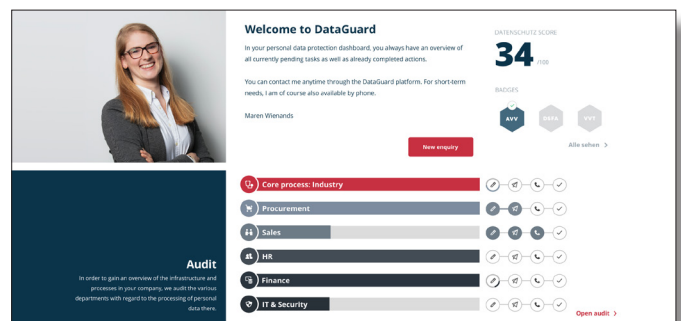 Welcome to DataGuard
In your personal data protection dashboard, you always have an overview of
all currently pending tasks as well as already completed actions.
You can contact me anytime through the DataGuard platform. For short-term
needs, I am of course also available by phone.
Maren Wienands
New enquiry
DATENSCHUTZ SCORE
34 /100
BADGES
AVV DATA VVT
Alle sehen >
Audit
In order to gain an overview of the infrastructure and
processes in your company, we audit the various
departments with regard to the processing of personal
data there.
Core process: Industry
Procurement
Sales
HR
Finance
IT & Security
Open audit >